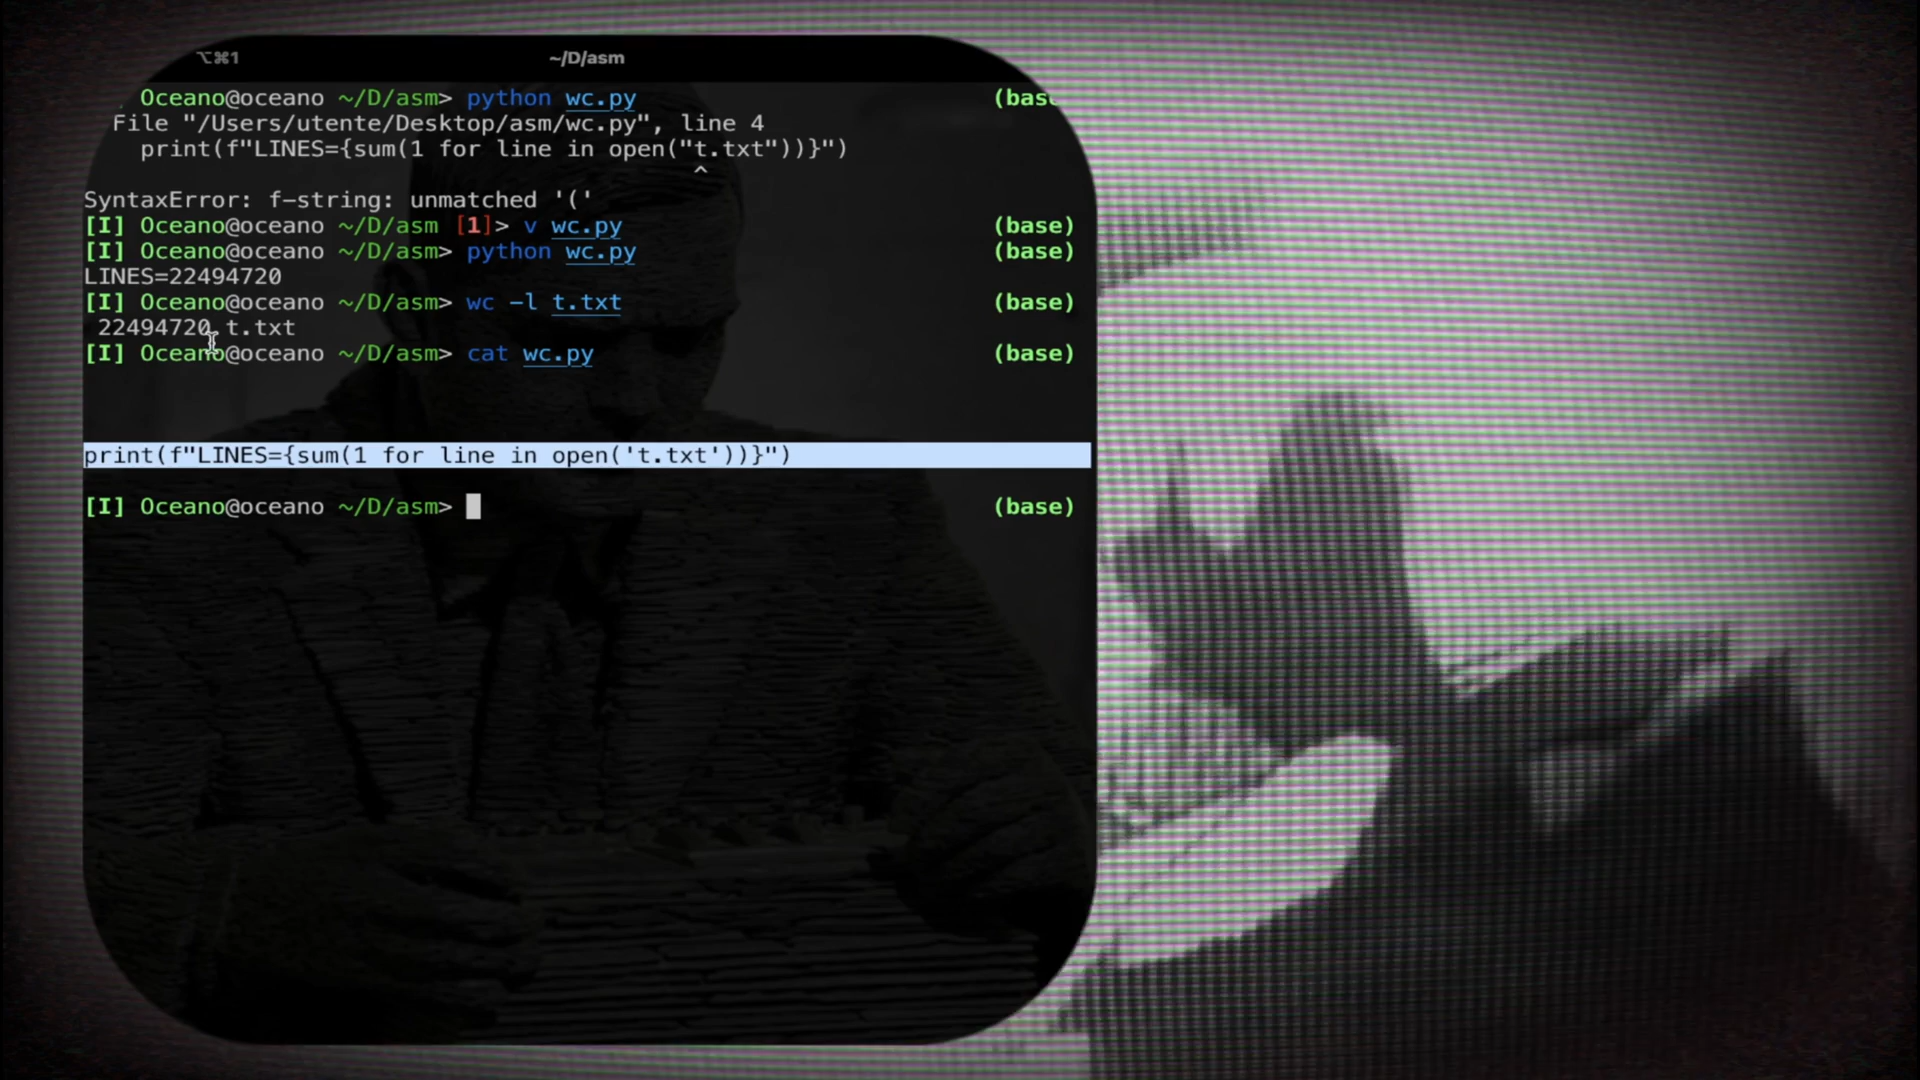 ⌥⌘1 ~/D/asm
Oceano@oceano ~/D/asm> python wc.py (bas
File "/Users/utente/Desktop/asm/wc.py", line 4
print(f"LINES={sum(1 for line in open("t.txt"))}")
^
SyntaxError: f-string: unmatched '('
[I] Oceano@oceano ~/D/asm [1]> v wc.py (base)
[I] Oceano@oceano ~/D/asm> python wc.py (base)
LINES=22494720
[I] Oceano@oceano ~/D/asm> wc -l t.txt (base)
22494720 t.txt
[I] Oceano@oceano ~/D/asm> cat wc.py (base)
print(f"LINES={sum(1 for line in open('t.txt'))}")
[I] Oceano@oceano ~/D/asm> (base)